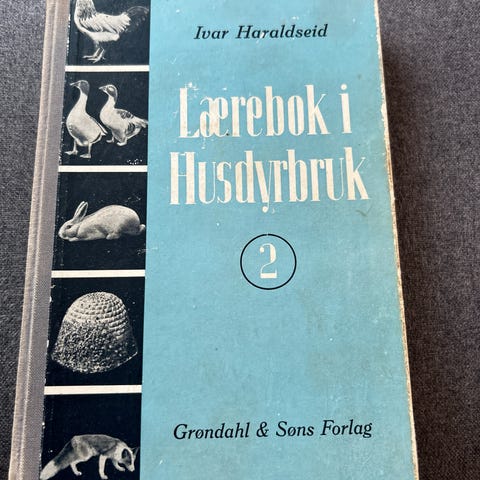 Ivar Haraldseid
Lærebok i
Husdyrbruk
2
Grøndahl & Søns Forlag